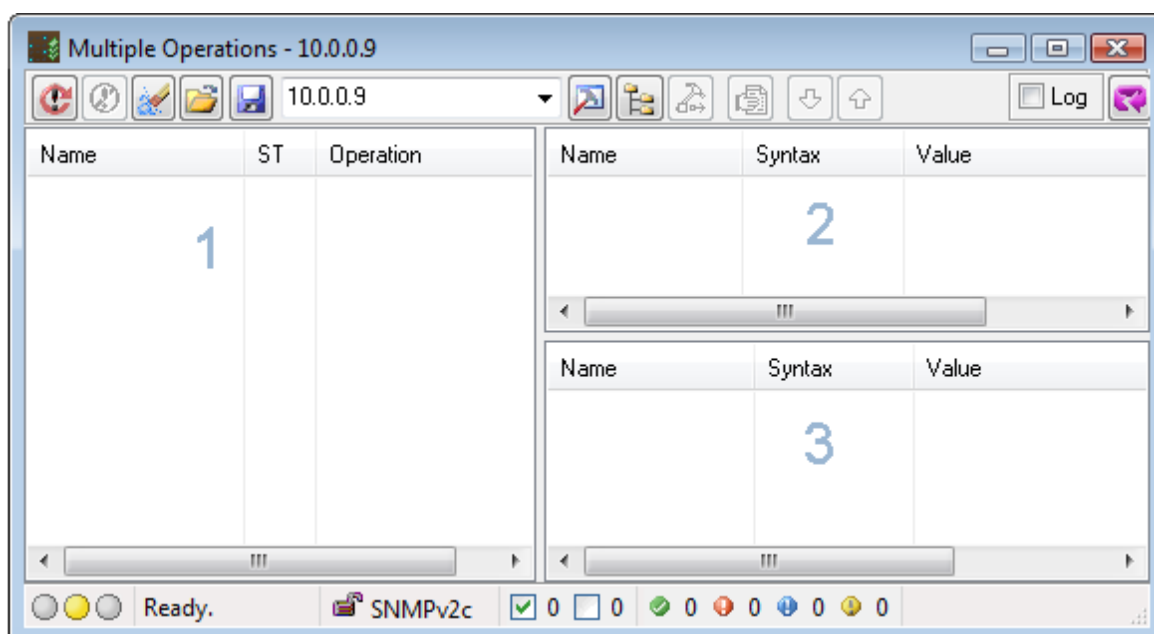 Multiple Operations - 10.0.0.9
10.0.0.9 Log
Name ST Operation
Name Syntax Value
1
2
Name Syntax Value
3
Ready. SNMPv2c 0 0 0 0 0 0